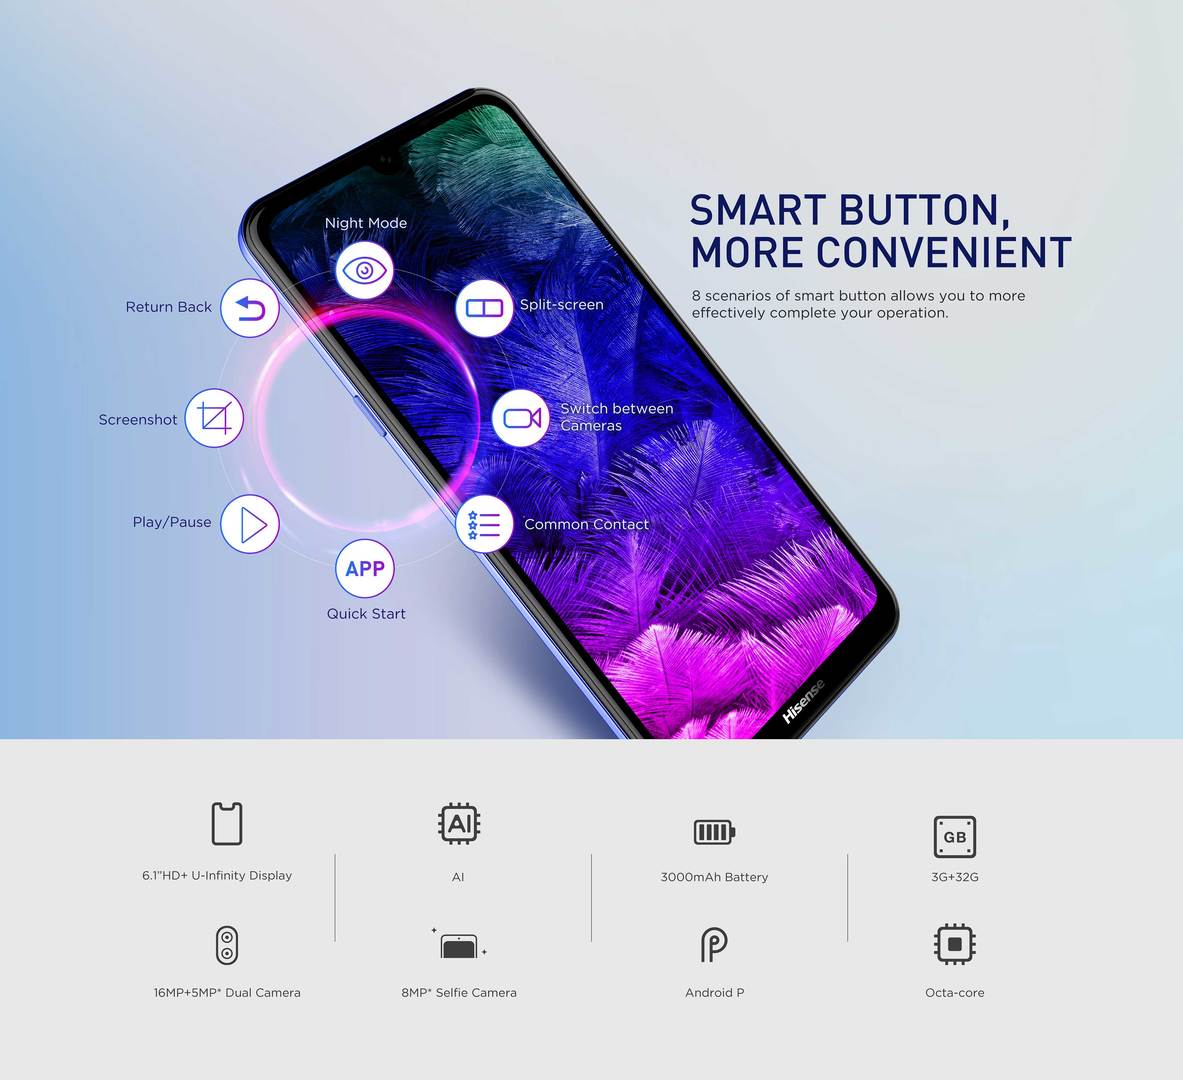 SMART BUTTON,
MORE CONVENIENT
8 scenarios of smart button allows you to more
effectively complete your operation.
Night Mode
Return Back
Split-screen
Screenshot
Switch between
Cameras
Play/Pause
Common Contact
APP
Quick Start
Hisense
AI
GB
6.1"HD+ U-Infinity Display
AI
3000mAh Battery
3G+32G
16MP+5MP* Dual Camera
8MP* Selfie Camera
Android P
Octa-core